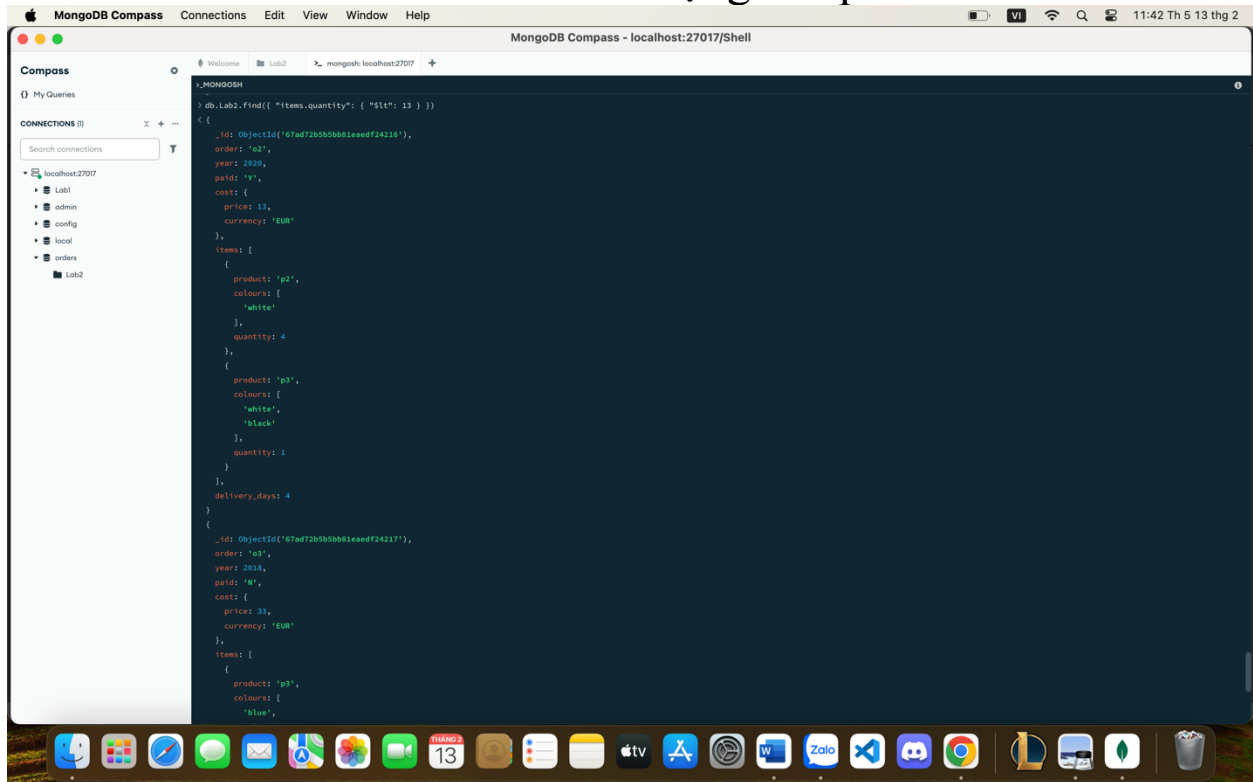 MongoDB Compass Connections Edit View Window Help VI 11:42 Th 5 13 thg 2
MongoDB Compass - localhost:27017/Shell
Compass
{} My Queries
CONNECTIONS (1)
Search connections
localhost:27017
Lab1
admin
config
local
orders
Lab2
Welcome Lab2 >_ mongosh: localhost:27017 +
>_MONGOSH
> db.Lab2.find({ "items.quantity": { "$lt": 13 } })
< {
_id: ObjectId('67ad72b5b5bb81eaedf24216'),
order: 'o2',
year: 2020,
paid: 'Y',
cost: {
price: 13,
currency: 'EUR'
},
items: [
{
product: 'p2',
colours: [
'white'
],
quantity: 4
},
{
product: 'p3',
colours: [
'white',
'black'
],
quantity: 1
}
],
delivery_days: 4
}
{
_id: ObjectId('67ad72b5b5bb81eaedf24217'),
order: 'o3',
year: 2018,
paid: 'N',
cost: {
price: 33,
currency: 'EUR'
},
items: [
{
product: 'p3',
colours: [
'blue',
THÁNG 2
13
tv
W
Zalo